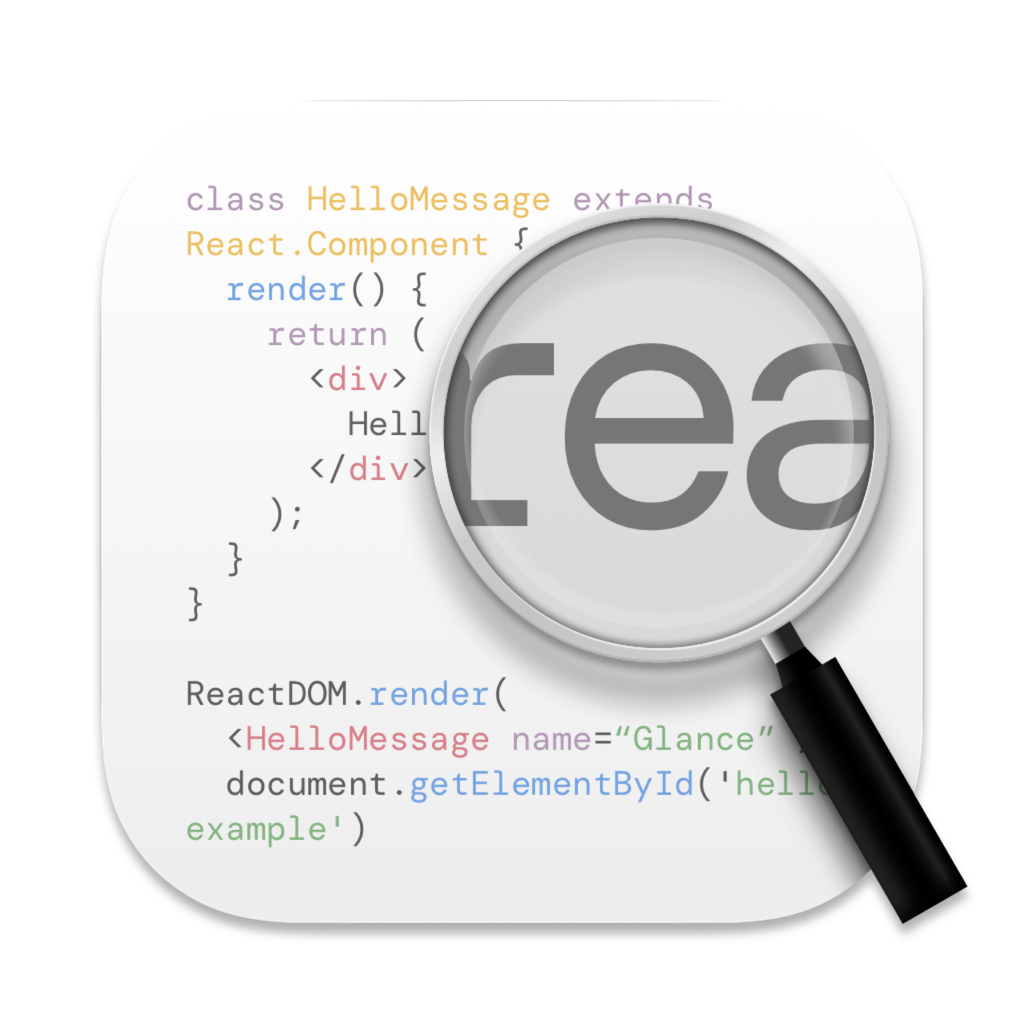 class HelloMessage extends
React.Component {
render() {
return (
<div>
Hell
</div>
);
}
}
rea
ReactDOM.render(
<HelloMessage name=“Glance”
document.getElementById('hello
example')